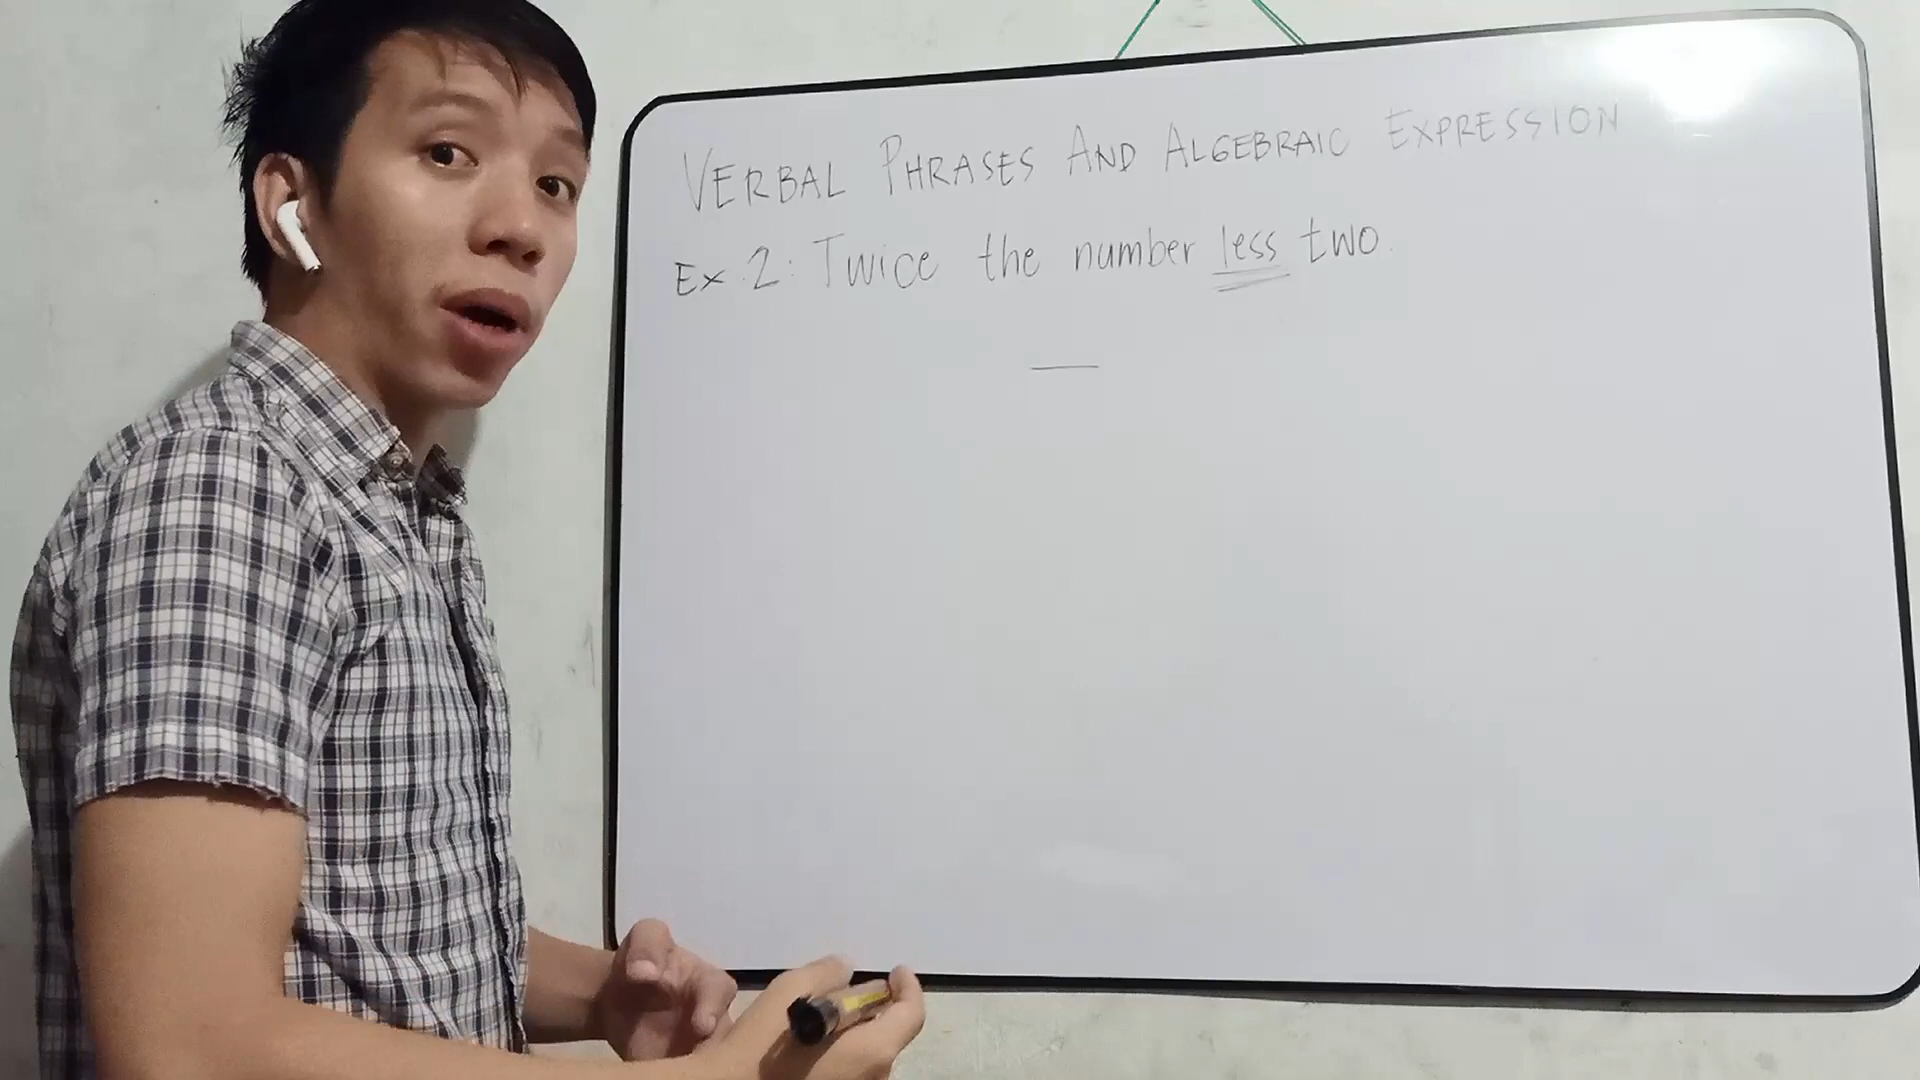 VERBAL PHRASES AND ALGEBRAIC EXPRESSION
Ex. 2: Twice the number less two.
—